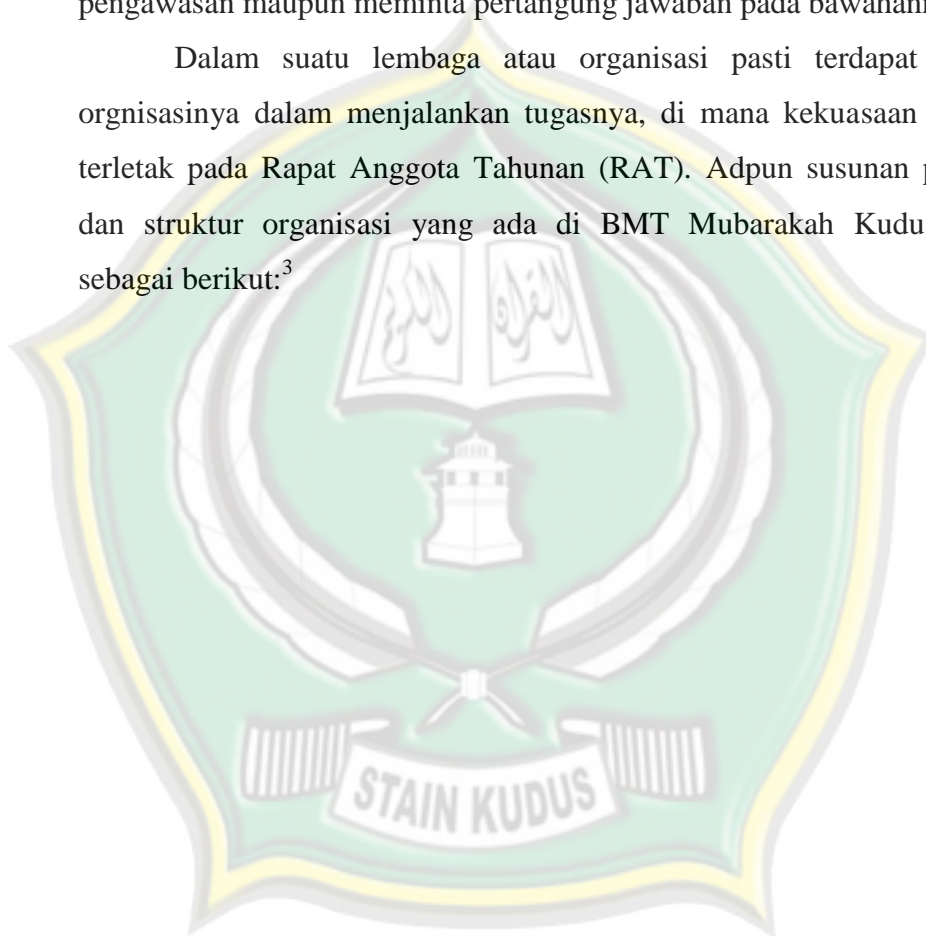 pengawasan maupun meminta pertangung jawaban pada
Dalam suatu lembaga atau organisasi pasti terdapat
orgnisasinya dalam menjalankan tugasnya, di mana kekuasaan
terletak pada Rapat Anggota Tahunan (RAT). Adpun susunan
dan struktur organisasi yang ada di BMT Mubarakah
sebagai berikut:3
STAIN KUDUS